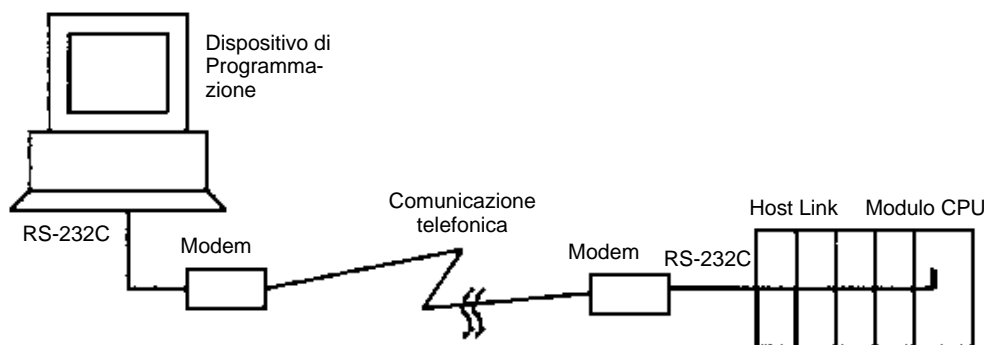 Dispositivo di
Programma-
zione
Comunicazione
telefonica
Host Link
Modulo CPU
RS-232C
Modem
Modem
RS-232C